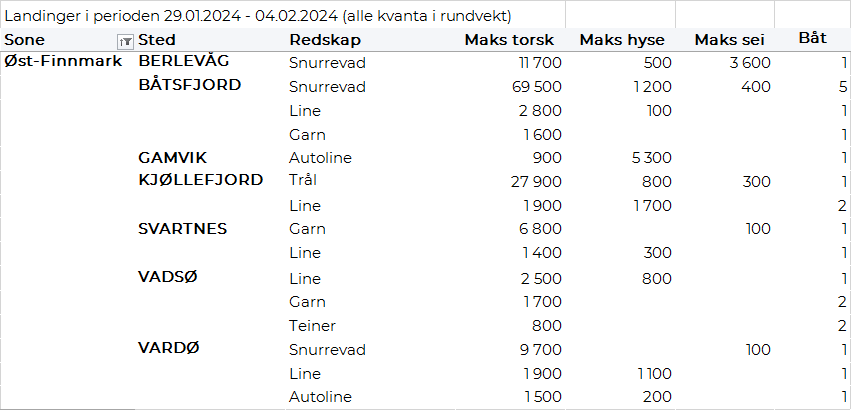 Landinger i perioden 29.01.2024 - 04.02.2024 (alle kvanta i rundvekt)
Sone Sted Redskap Maks torsk Maks hyse Maks sei Båt
Øst-Finnmark BERLEVÅG Snurrevad 11 700 500 3 600 1
BÅTSFJORD Snurrevad 69 500 1 200 400 5
Line 2 800 100 1
Garn 1 600 1
GAMVIK Autoline 900 5 300 1
KJØLLEFJORD Trål 27 900 800 300 1
Line 1 900 1 700 2
SVARTNES Garn 6 800 100 1
Line 1 400 300 1
VADSØ Line 2 500 800 1
Garn 1 700 2
Teiner 800 2
VARDØ Snurrevad 9 700 100 1
Line 1 900 1 100 1
Autoline 1 500 200 1